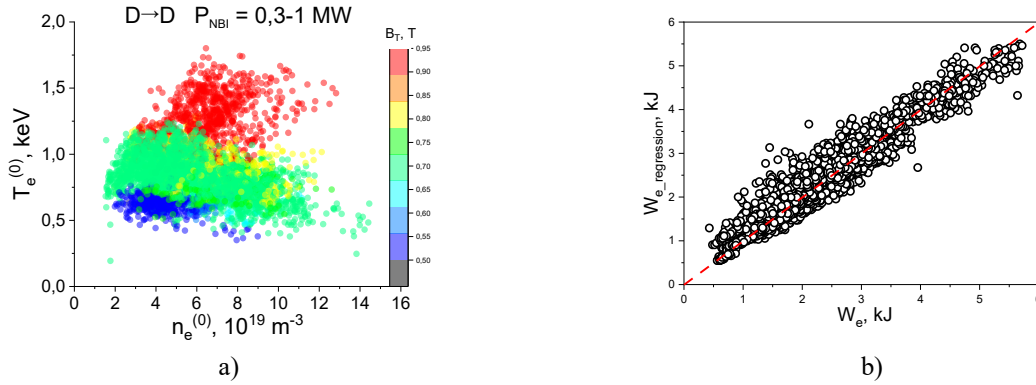 D→D P_NBI = 0,3-1 MW
B_T, T
T_e^(0), keV
2,0
1,5
1,0
0,5
0,0
0 2 4 6 8 10 12 14 16
n_e^(0), 10^19 m^-3
0,95
0,90
0,85
0,80
0,75
0,70
0,65
0,60
0,55
0,50
a)
W_e_regression, kJ
6
5
4
3
2
1
0
0 1 2 3 4 5
W_e, kJ
b)